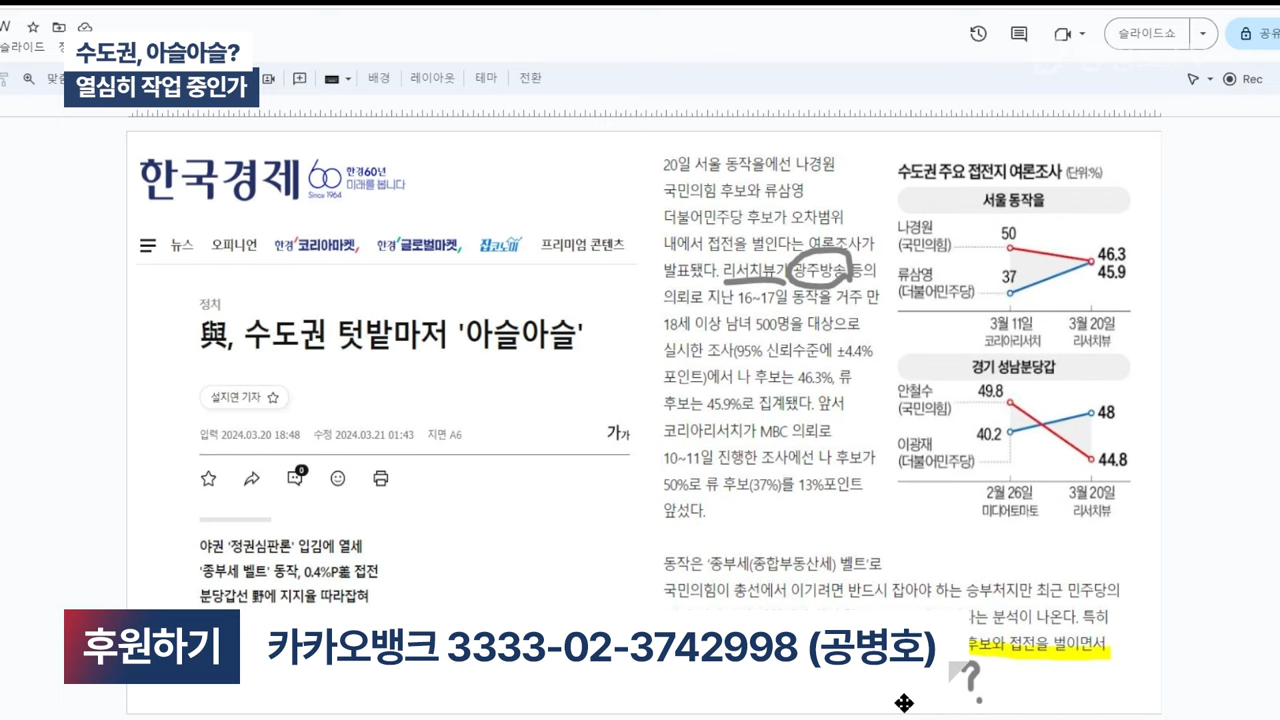 수도권, 아슬아슬?
열심히 작업 중인가
슬라이드
배경
레이아웃
테마
전환
슬라이드쇼
공유
Rec
한국경제
60
Since 1964
한경60년
미래를 봅니다
뉴스
오피니언
한경 코리아마켓
한경 글로벌마켓
집코노미
프리미엄 콘텐츠
정치
與, 수도권 텃밭마저 '아슬아슬'
설지연 기자
입력 2024.03.20 18:48 수정 2024.03.21 01:43 지면 A6
가가
0
야권 '정권심판론' 입김에 열세
'종부세 벨트' 동작, 0.4%P差 접전
분당갑선 野에 지지율 따라잡혀
20일 서울 동작을에선 나경원
국민의힘 후보와 류삼영
더불어민주당 후보가 오차범위
내에서 접전을 벌인다는 여론조사가
발표됐다. 리서치뷰가 광주방송 등의
의뢰로 지난 16~17일 동작을 거주 만
18세 이상 남녀 500명을 대상으로
실시한 조사(95% 신뢰수준에 ±4.4%
포인트)에서 나 후보는 46.3%, 류
후보는 45.9%로 집계됐다. 앞서
코리아리서치가 MBC 의뢰로
10~11일 진행한 조사에선 나 후보가
50%로 류 후보(37%)를 13%포인트
앞섰다.
동작은 '종부세(종합부동산세) 벨트'로
국민의힘이 총선에서 이기려면 반드시 잡아야 하는 승부처지만 최근 민주당의
는 분석이 나온다. 특히
후보와 접전을 벌이면서
?
수도권 주요 접전지 여론조사 (단위:%)
서울 동작을
나경원
(국민의힘)
50
46.3
류삼영
(더불어민주당)
37
45.9
3월 11일
코리아리서치
3월 20일
리서치뷰
경기 성남분당갑
안철수
(국민의힘)
49.8
48
이광재
(더불어민주당)
40.2
44.8
2월 26일
미디어토마토
3월 20일
리서치뷰
후원하기
카카오뱅크 3333-02-3742998 (공병호)